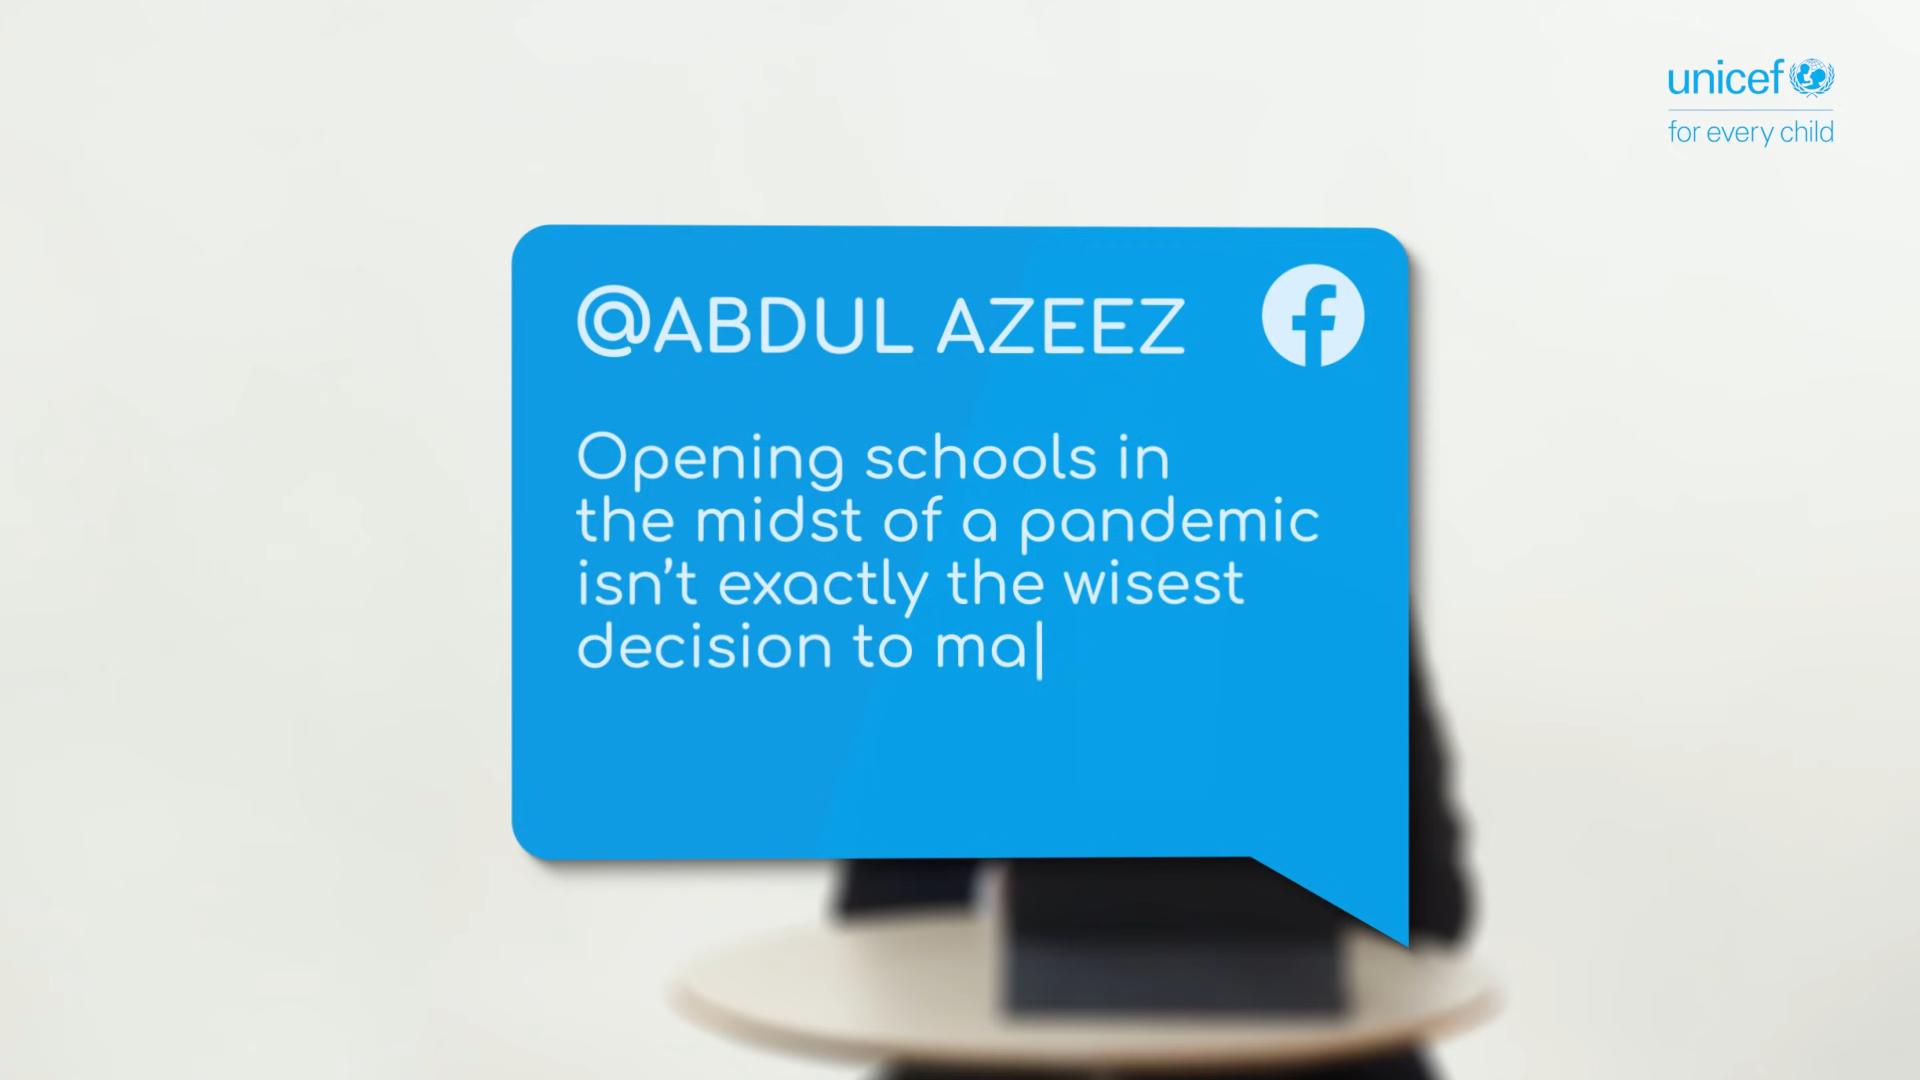 unicef
for every child
@ABDUL AZEEZ
Opening schools in
the midst of a pandemic
isn’t exactly the wisest
decision to ma